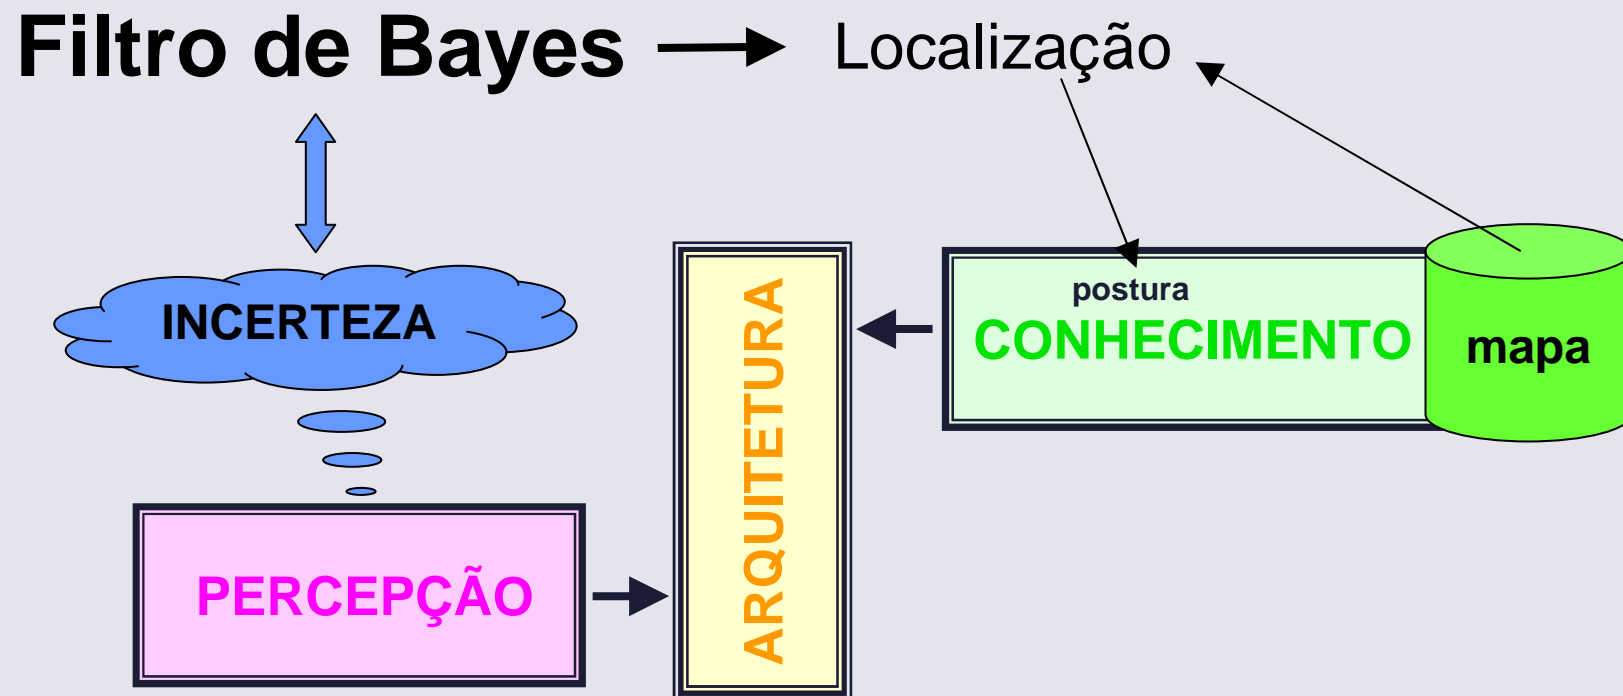 Filtro de Bayes
Localização
INCERTEZA
postura
CONHECIMENTO
mapa
ARQUITETURA
PERCEPÇÃO